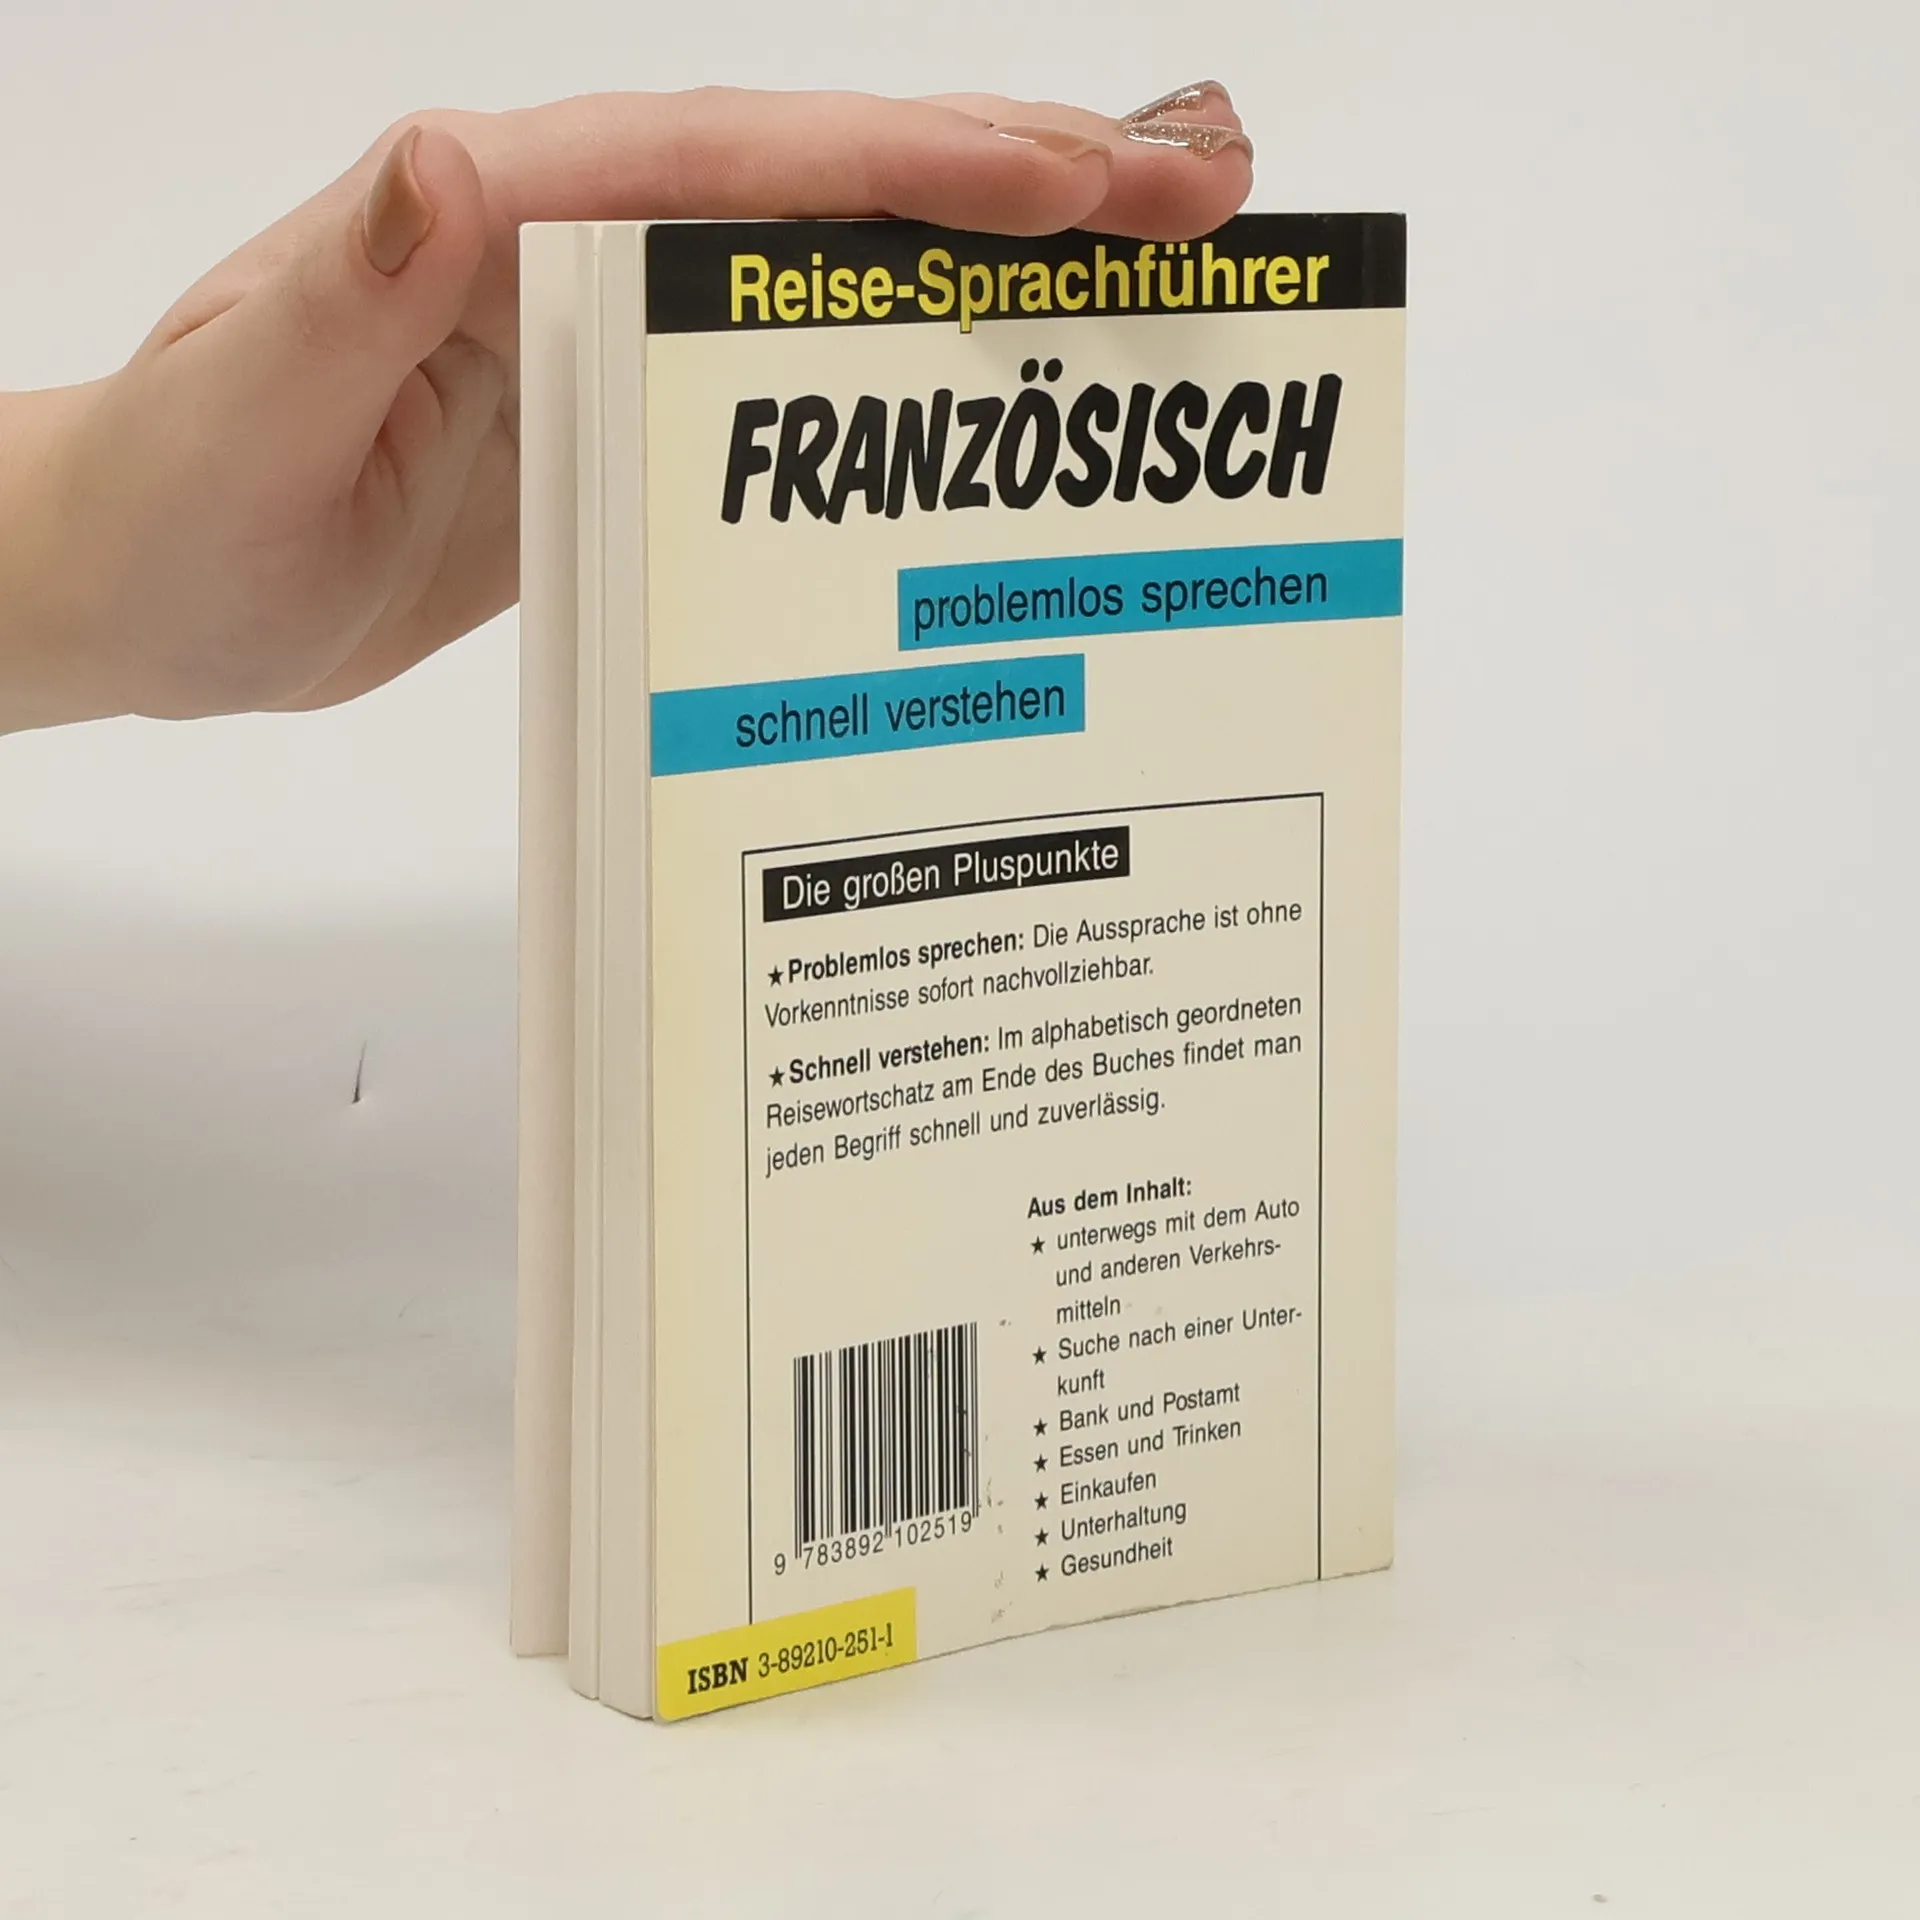 Reise-Sprachführer
FRANZÖSISCH
problemlos sprechen
schnell verstehen
Die großen Pluspunkte
★Problemlos sprechen: Die Aussprache ist ohne
Vorkenntnisse sofort nachvollziehbar.
★Schnell verstehen: Im alphabetisch geordneten
Reisewortschatz am Ende des Buches findet man
jeden Begriff schnell und zuverlässig.
Aus dem Inhalt:
★ unterwegs mit dem Auto
und anderen Verkehrs-
mitteln
★ Suche nach einer Unter-
kunft
★ Bank und Postamt
★ Essen und Trinken
★ Einkaufen
★ Unterhaltung
★ Gesundheit
9 783892 102519
ISBN 3-89210-251-1